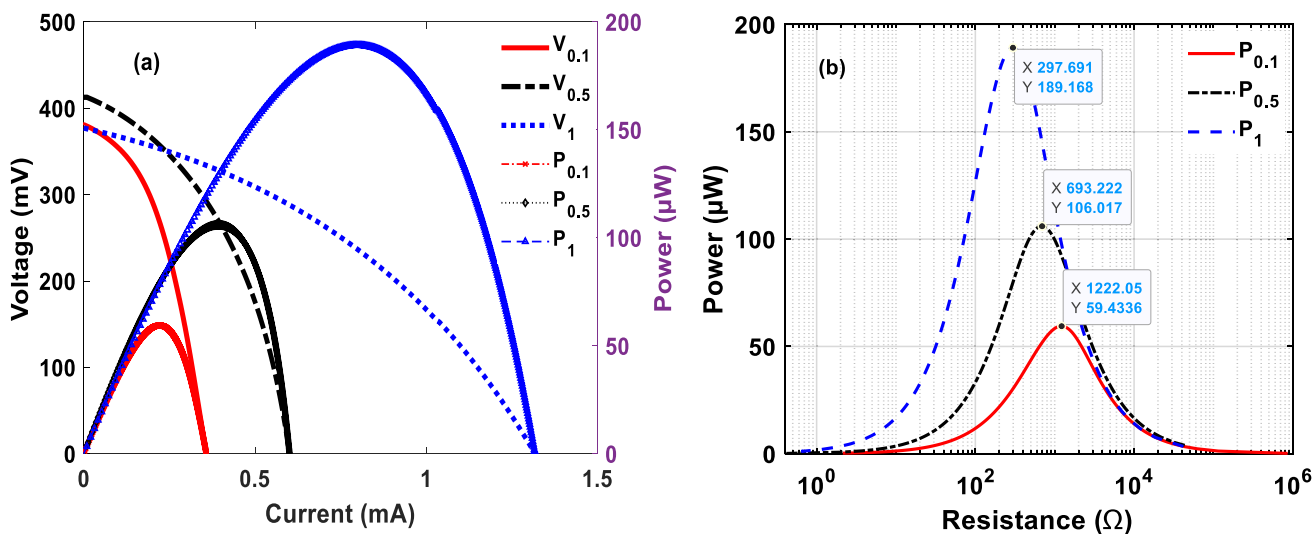 (a)
500
400
300
200
100
0
Voltage (mV)
0
0.5
1
1.5
Current (mA)
200
150
100
50
0
Power (µW)
V0.1
V0.5
V1
P0.1
P0.5
P1
(b)
200
150
100
50
0
Power (µW)
10^0
10^2
10^4
10^6
Resistance (Ω)
P0.1
P0.5
P1
X 297.691
Y 189.168
X 693.222
Y 106.017
X 1222.05
Y 59.4336